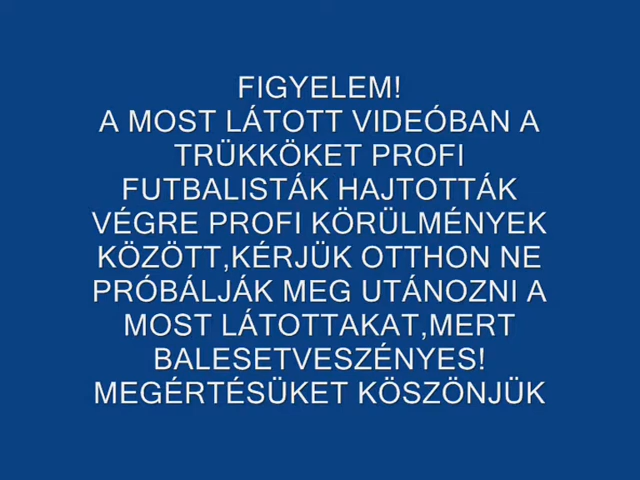 FIGYELEM!
A MOST LÁTOTT VIDEÓBAN A
TRÜKKÖKET PROFI
FUTBALISTÁK HAJTOTTÁK
VÉGRE PROFI KÖRÜLMÉNYEK
KÖZÖTT,KÉRJÜK OTTHON NE
PRÓBÁLJÁK MEG UTÁNOZNI A
MOST LÁTOTTAKAT,MERT
BALESETVESZÉNYES!
MEGÉRTÉSÜKET KÖSZÖNJÜK